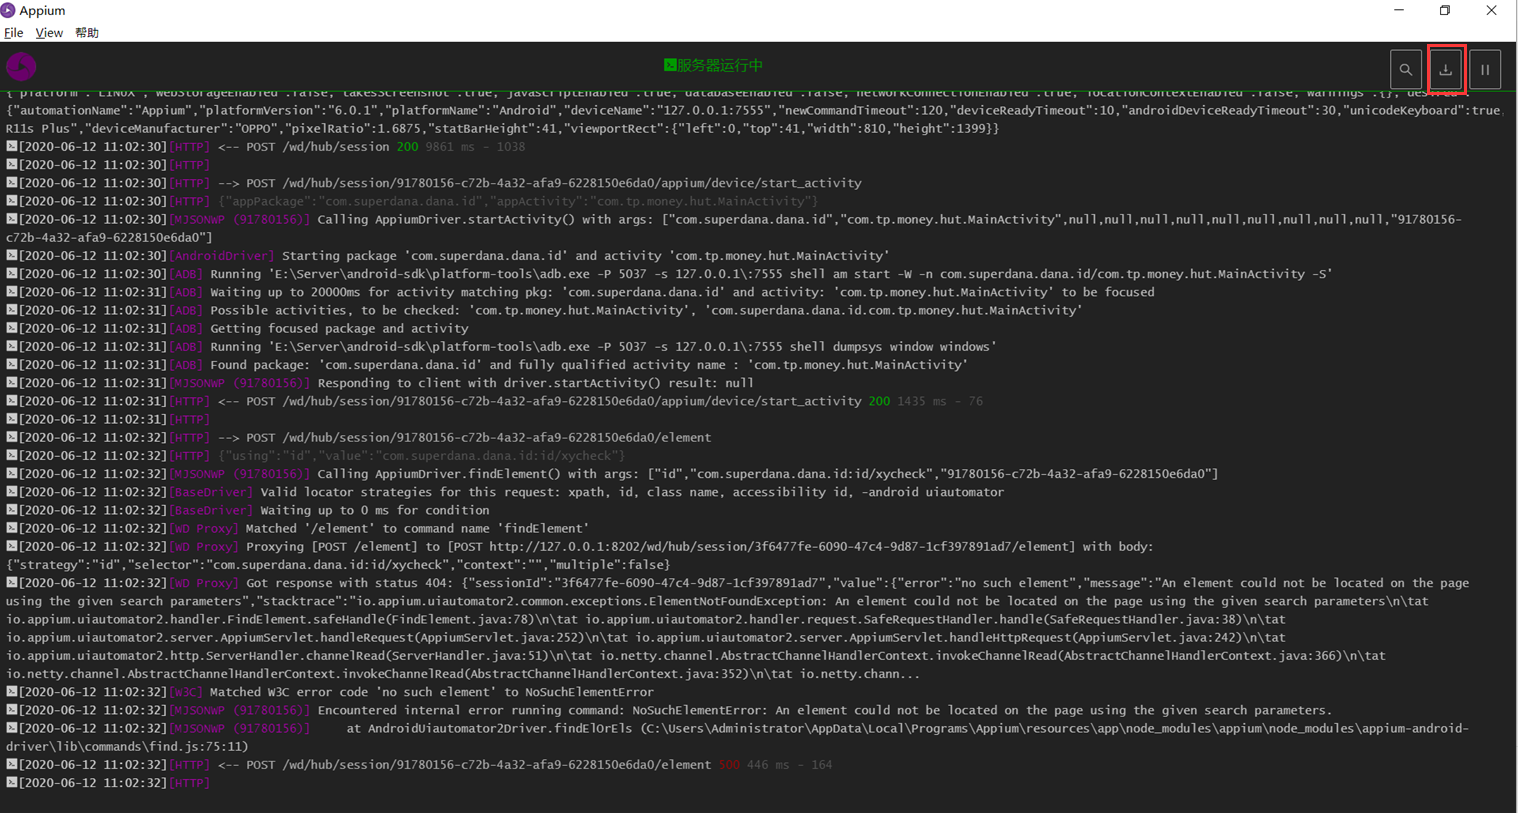 Appium
File View 帮助
服务器运行中
{"platform":"LINUX","webStorageEnabled":false,"takesScreenshot":true,"javascriptEnabled":true,"databaseEnabled":false,"networkConnectionEnabled":true,"locationContextEnabled":false,"warnings":{},"desired":
{"automationName":"Appium","platformVersion":"6.0.1","platformName":"Android","deviceName":"127.0.0.1:7555","newCommandTimeout":120,"deviceReadyTimeout":10,"androidDeviceReadyTimeout":30,"unicodeKeyboard":true,
R11s Plus","deviceManufacturer":"OPPO","pixelRatio":1.6875,"statBarHeight":41,"viewportRect":{"left":0,"top":41,"width":810,"height":1399}}
[2020-06-12 11:02:30][HTTP] <-- POST /wd/hub/session 200 9861 ms - 1038
[2020-06-12 11:02:30][HTTP]
[2020-06-12 11:02:30][HTTP] --> POST /wd/hub/session/91780156-c72b-4a32-afa9-6228150e6da0/appium/device/start_activity
[2020-06-12 11:02:30][HTTP] {"appPackage":"com.superdana.dana.id","appActivity":"com.tp.money.hut.MainActivity"}
[2020-06-12 11:02:30][MJSONWP (91780156)] Calling AppiumDriver.startActivity() with args: ["com.superdana.dana.id","com.tp.money.hut.MainActivity",null,null,null,null,null,null,null,null,null,"91780156-
c72b-4a32-afa9-6228150e6da0"]
[2020-06-12 11:02:30][AndroidDriver] Starting package 'com.superdana.dana.id' and activity 'com.tp.money.hut.MainActivity'
[2020-06-12 11:02:30][ADB] Running 'E:\Server\android-sdk\platform-tools\adb.exe -P 5037 -s 127.0.0.1\:7555 shell am start -W -n com.superdana.dana.id/com.tp.money.hut.MainActivity -S'
[2020-06-12 11:02:31][ADB] Waiting up to 20000ms for activity matching pkg: 'com.superdana.dana.id' and activity: 'com.tp.money.hut.MainActivity' to be focused
[2020-06-12 11:02:31][ADB] Possible activities, to be checked: 'com.tp.money.hut.MainActivity', 'com.superdana.dana.id.com.tp.money.hut.MainActivity'
[2020-06-12 11:02:31][ADB] Getting focused package and activity
[2020-06-12 11:02:31][ADB] Running 'E:\Server\android-sdk\platform-tools\adb.exe -P 5037 -s 127.0.0.1\:7555 shell dumpsys window windows'
[2020-06-12 11:02:31][ADB] Found package: 'com.superdana.dana.id' and fully qualified activity name : 'com.tp.money.hut.MainActivity'
[2020-06-12 11:02:31][MJSONWP (91780156)] Responding to client with driver.startActivity() result: null
[2020-06-12 11:02:31][HTTP] <-- POST /wd/hub/session/91780156-c72b-4a32-afa9-6228150e6da0/appium/device/start_activity 200 1435 ms - 76
[2020-06-12 11:02:31][HTTP]
[2020-06-12 11:02:32][HTTP] --> POST /wd/hub/session/91780156-c72b-4a32-afa9-6228150e6da0/element
[2020-06-12 11:02:32][HTTP] {"using":"id","value":"com.superdana.dana.id:id/xycheck"}
[2020-06-12 11:02:32][MJSONWP (91780156)] Calling AppiumDriver.findElement() with args: ["id","com.superdana.dana.id:id/xycheck","91780156-c72b-4a32-afa9-6228150e6da0"]
[2020-06-12 11:02:32][BaseDriver] Valid locator strategies for this request: xpath, id, class name, accessibility id, -android uiautomator
[2020-06-12 11:02:32][BaseDriver] Waiting up to 0 ms for condition
[2020-06-12 11:02:32][WD Proxy] Matched '/element' to command name 'findElement'
[2020-06-12 11:02:32][WD Proxy] Proxying [POST /element] to [POST http://127.0.0.1:8202/wd/hub/session/3f6477fe-6090-47c4-9d87-1cf397891ad7/element] with body:
{"strategy":"id","selector":"com.superdana.dana.id:id/xycheck","context":"","multiple":false}
[2020-06-12 11:02:32][WD Proxy] Got response with status 404: {"sessionId":"3f6477fe-6090-47c4-9d87-1cf397891ad7","value":{"error":"no such element","message":"An element could not be located on the page
using the given search parameters","stacktrace":"io.appium.uiautomator2.common.exceptions.ElementNotFoundException: An element could not be located on the page using the given search parameters\n\tat
io.appium.uiautomator2.handler.FindElement.safeHandle(FindElement.java:78)\n\tat io.appium.uiautomator2.handler.request.SafeRequestHandler.handle(SafeRequestHandler.java:38)\n\tat
io.appium.uiautomator2.server.AppiumServlet.handleRequest(AppiumServlet.java:252)\n\tat io.appium.uiautomator2.server.AppiumServlet.handleHttpRequest(AppiumServlet.java:242)\n\tat
io.appium.uiautomator2.http.ServerHandler.channelRead(ServerHandler.java:51)\n\tat io.netty.channel.AbstractChannelHandlerContext.invokeChannelRead(AbstractChannelHandlerContext.java:366)\n\tat
io.netty.channel.AbstractChannelHandlerContext.invokeChannelRead(AbstractChannelHandlerContext.java:352)\n\tat io.netty.chann...
[2020-06-12 11:02:32][W3C] Matched W3C error code 'no such element' to NoSuchElementError
[2020-06-12 11:02:32][MJSONWP (91780156)] Encountered internal error running command: NoSuchElementError: An element could not be located on the page using the given search parameters.
[2020-06-12 11:02:32][MJSONWP (91780156)]     at AndroidUiautomator2Driver.findElOrEls (C:\Users\Administrator\AppData\Local\Programs\Appium\resources\app\node_modules\appium\node_modules\appium-android-
driver\lib\commands\find.js:75:11)
[2020-06-12 11:02:32][HTTP] <-- POST /wd/hub/session/91780156-c72b-4a32-afa9-6228150e6da0/element 500 446 ms - 164
[2020-06-12 11:02:32][HTTP]